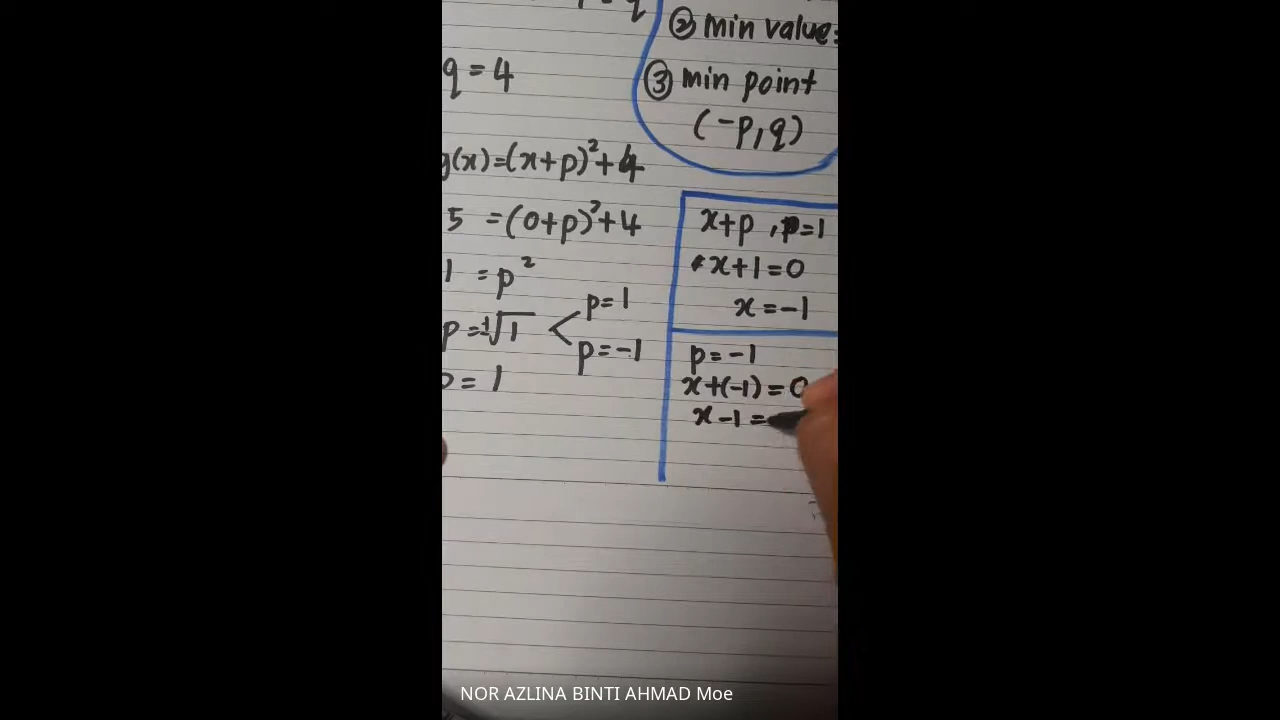 ② min value:
q = 4
③ min point
(-p, q)
g(x) = (x+p)² + 4
5 = (0+p)² + 4
1 = p²
p = ±√1 < p = 1
p = -1
p = 1
x+p , p=1
x+1 = 0
x = -1
p = -1
x+(-1) = 0
x - 1 =
NOR AZLINA BINTI AHMAD Moe